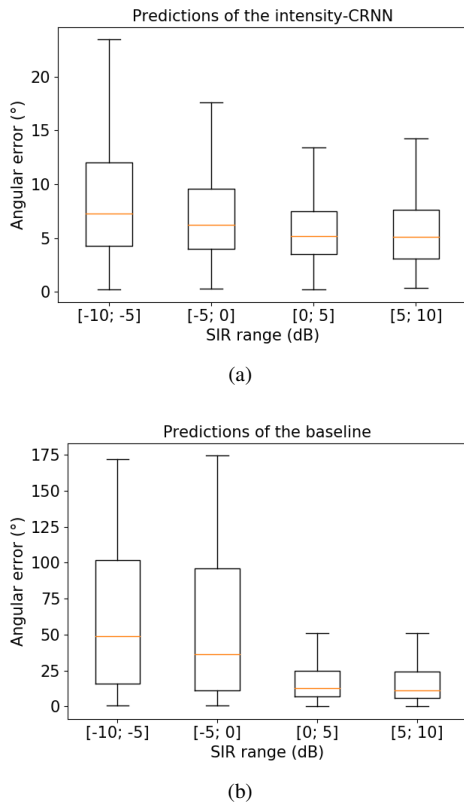 Predictions of the intensity-CRNN
Angular error (°)
20
15
10
5
0
[-10; -5] [-5; 0] [0; 5] [5; 10]
SIR range (dB)
(a)
Predictions of the baseline
Angular error (°)
175
150
125
100
75
50
25
0
[-10; -5] [-5; 0] [0; 5] [5; 10]
SIR range (dB)
(b)